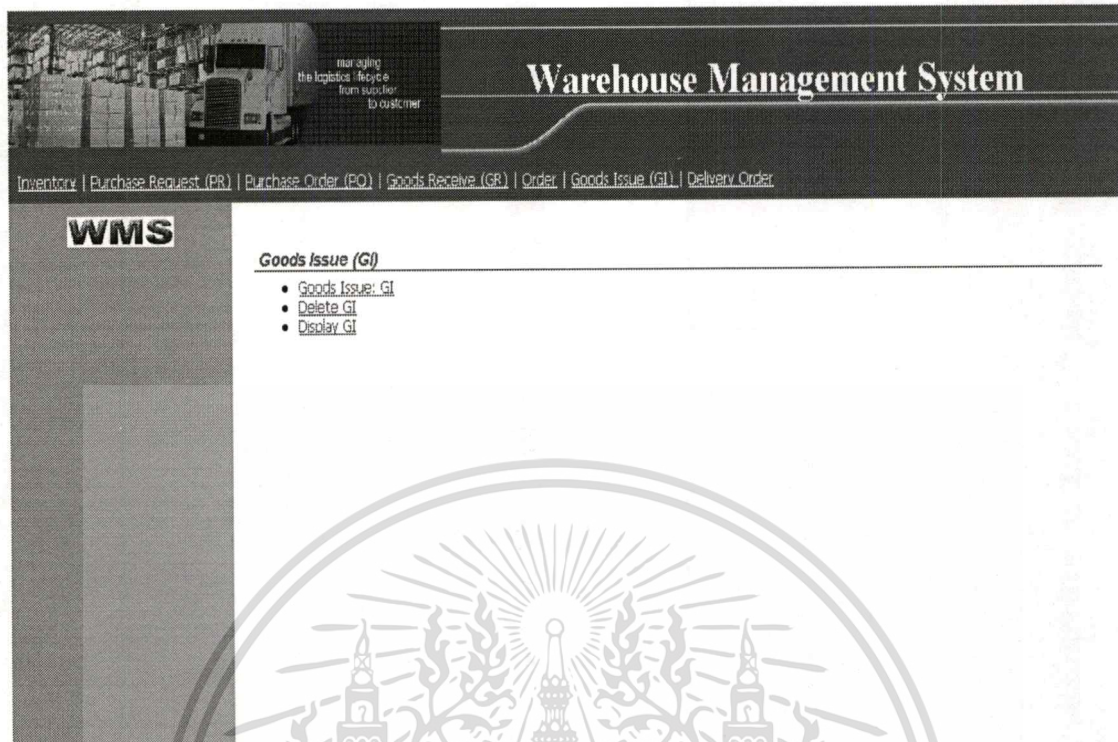 managing
the logistics lifecycle
from supplier
to customer
Warehouse Management System
Inventory | Purchase Request (PR) | Purchase Order (PO) | Goods Receive (GR) | Order | Goods Issue (GI) | Delivery Order
WMS
Goods Issue (GI)
• Goods Issue: GI
• Delete GI
• Display GI